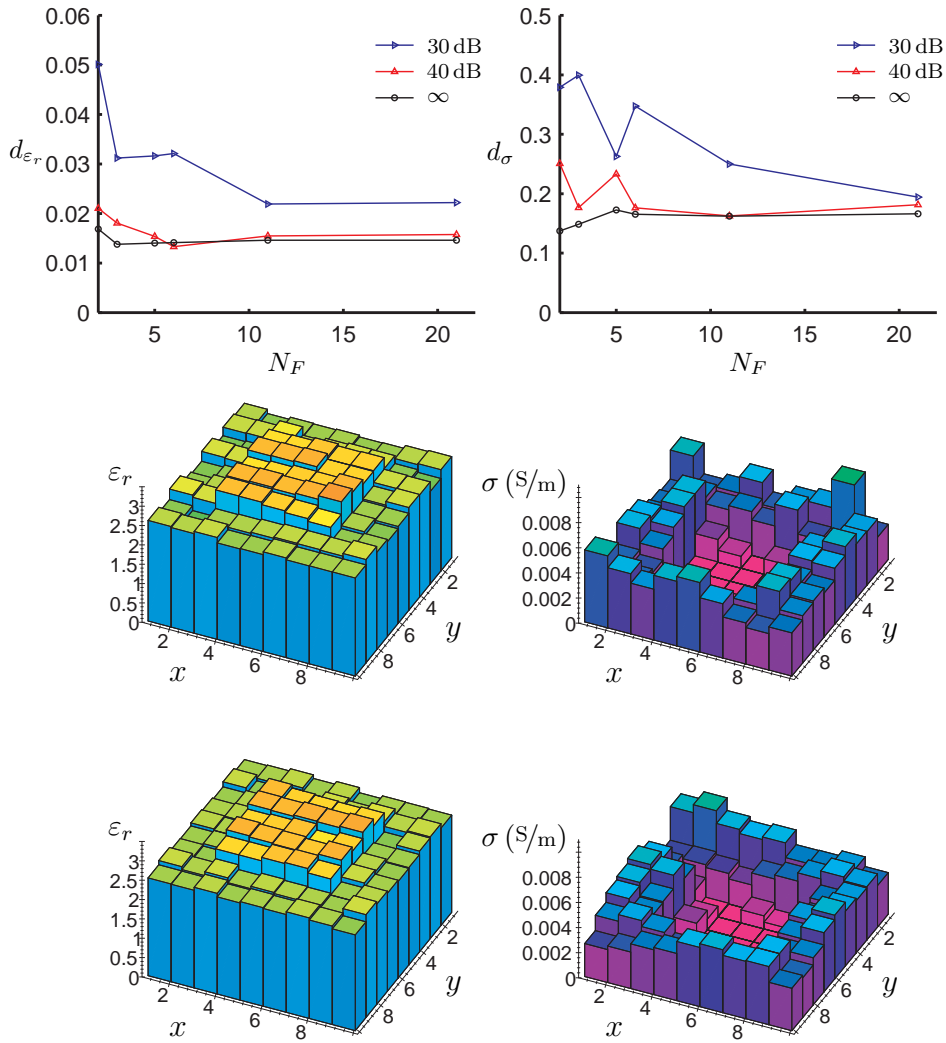 0.06
0.05
0.04
0.03
0.02
0.01
0
d_{ε_r}
30 dB
40 dB
∞
5 10 15 20
N_F
0.5
0.4
0.3
0.2
0.1
0
d_σ
30 dB
40 dB
∞
5 10 15 20
N_F
ε_r
3
2.5
2
1.5
1
0.5
0
2 4 6 8
x
2
4
6
8
y
σ (S/m)
0.008
0.006
0.004
0.002
0
2 4 6 8
x
2
4
6
8
y
ε_r
3
2.5
2
1.5
1
0.5
0
2 4 6 8
x
2
4
6
8
y
σ (S/m)
0.008
0.006
0.004
0.002
0
2 4 6 8
x
2
4
6
8
y